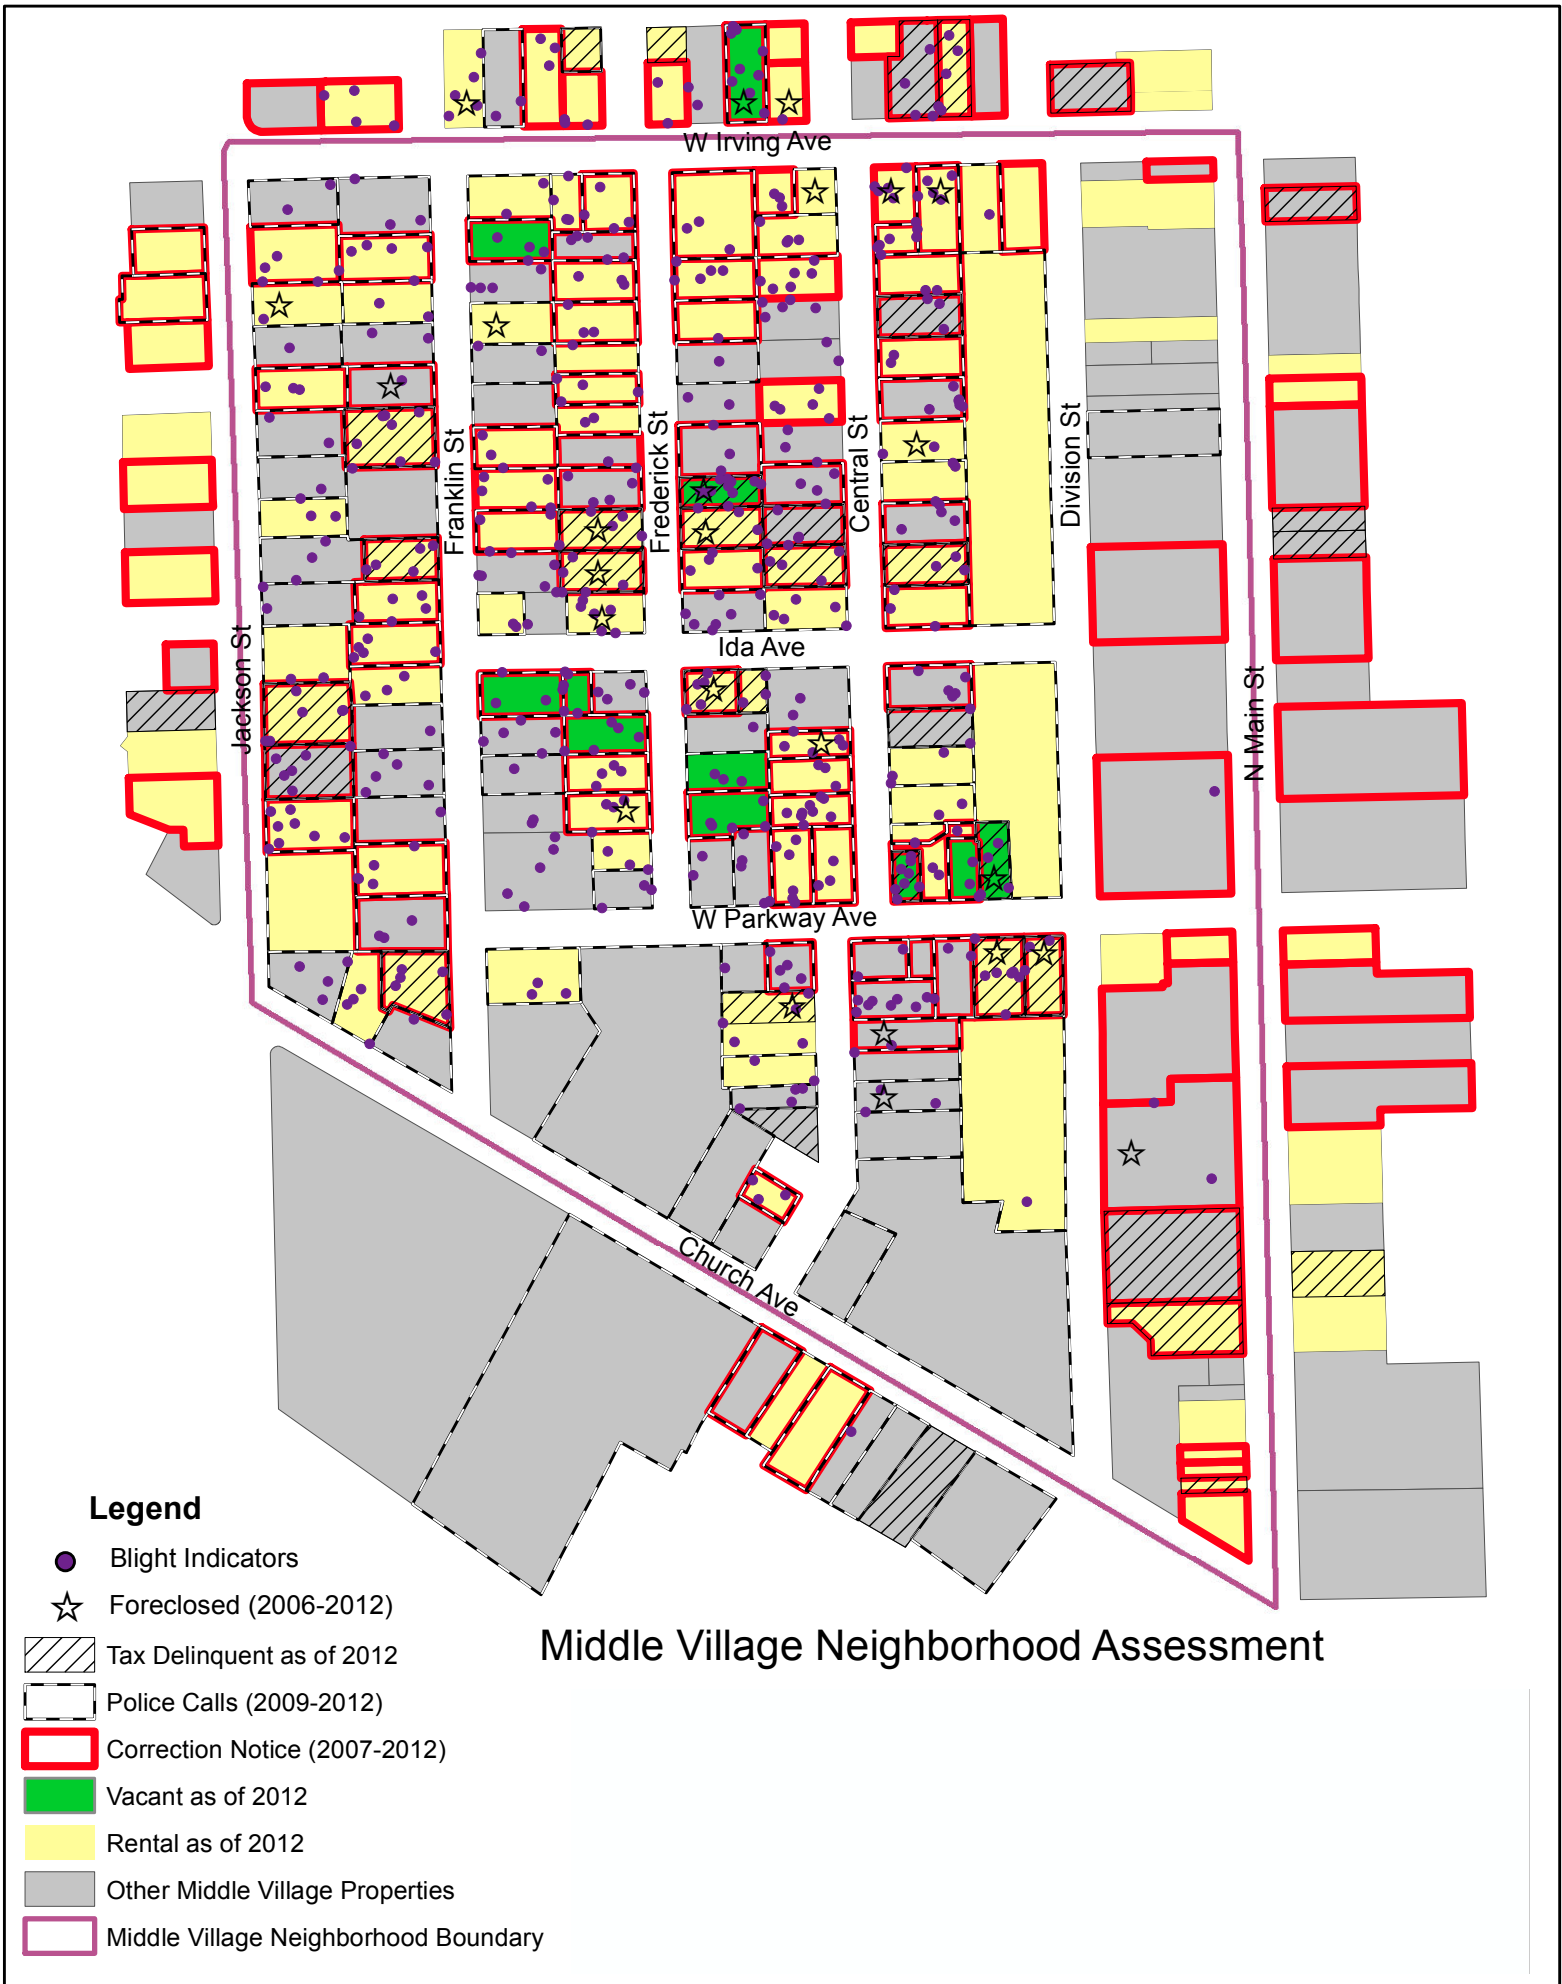 W Irving Ave
Franklin St
Frederick St
Central St
Division St
Ida Ave
Jackson St
N Main St
W Parkway Ave
Church Ave
Legend
Blight Indicators
Foreclosed (2006-2012)
Tax Delinquent as of 2012
Police Calls (2009-2012)
Correction Notice (2007-2012)
Vacant as of 2012
Rental as of 2012
Other Middle Village Properties
Middle Village Neighborhood Boundary
Middle Village Neighborhood Assessment